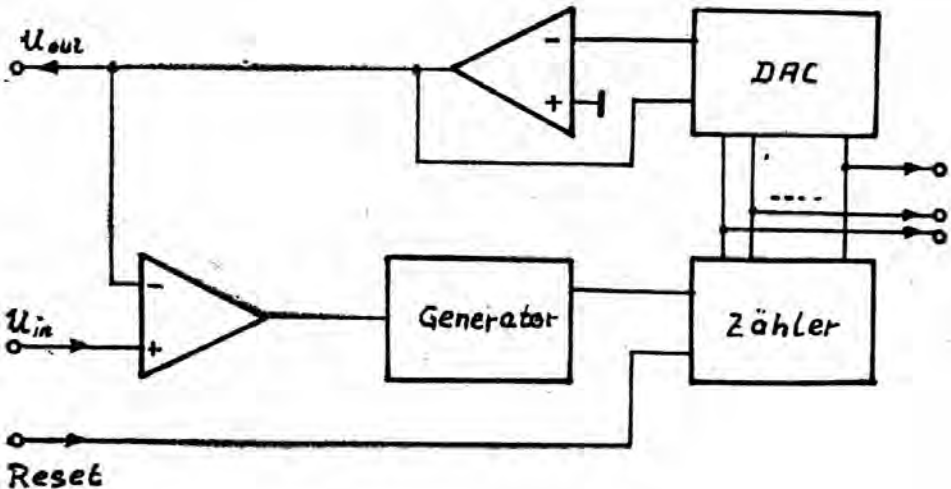 Uout
-
+
DAC
----
-
+
Uin
Generator
Zähler
Reset